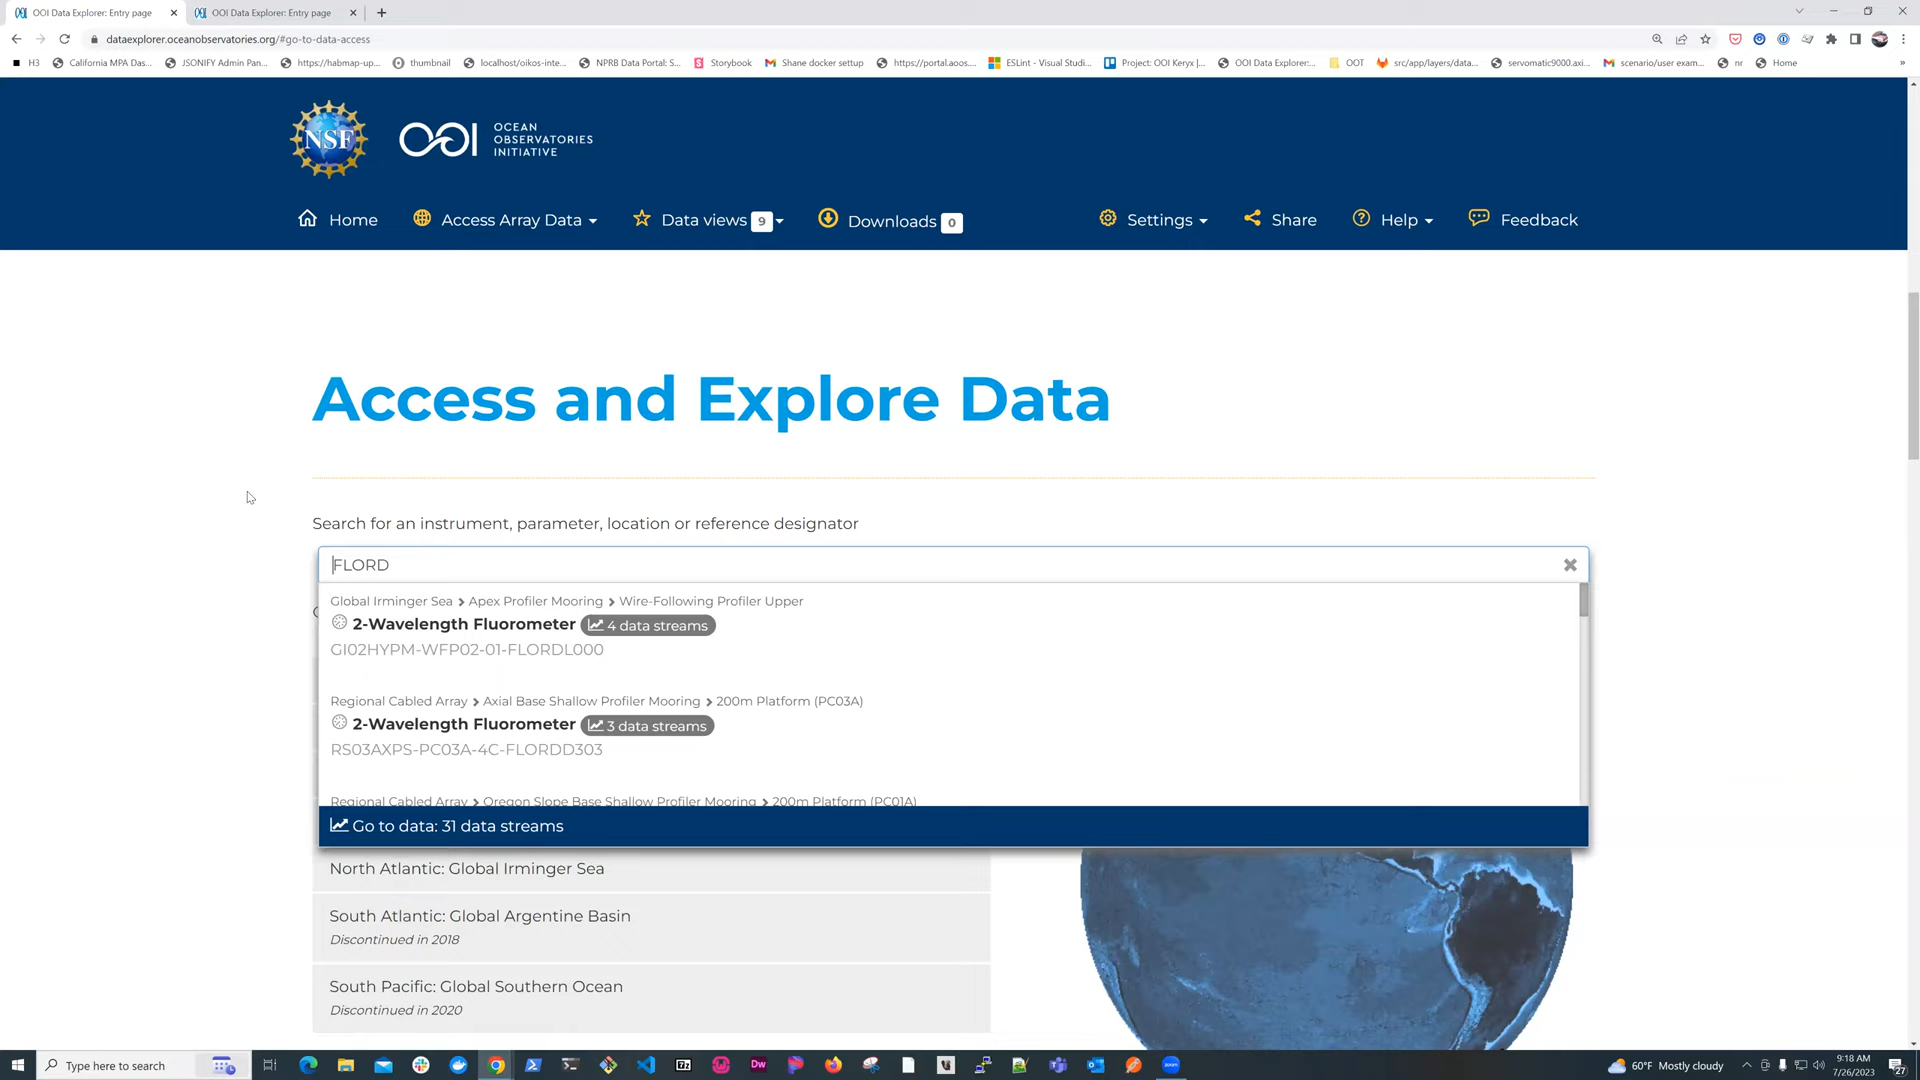 OOI Data Explorer: Entry page
OOI Data Explorer: Entry page
dataexplorer.oceanobservatories.org/#go-to-data-access
H3
California MPA Das...
JSONIFY Admin Pan...
https://habmap-up...
thumbnail
localhost/oikos-inte...
NPRB Data Portal: S...
Storybook
Shane docker setup
https://portal.aoos....
ESLint - Visual Studi...
Project: OOI Keryx |...
OOI Data Explorer:...
OOT
src/app/layers/data...
servomatic9000.axi...
scenario/user exam...
nr
Home
»
NSF
OOI
OCEAN
OBSERVATORIES
INITIATIVE
Home
Access Array Data
Data views 9
Downloads 0
Settings
Share
Help
Feedback
Access and Explore Data
Search for an instrument, parameter, location or reference designator
FLORD
Global Irminger Sea > Apex Profiler Mooring > Wire-Following Profiler Upper
2-Wavelength Fluorometer 4 data streams
GI02HYPM-WFP02-01-FLORDL000
Regional Cabled Array > Axial Base Shallow Profiler Mooring > 200m Platform (PC03A)
2-Wavelength Fluorometer 3 data streams
RS03AXPS-PC03A-4C-FLORDD303
Regional Cabled Array > Oregon Slope Base Shallow Profiler Mooring > 200m Platform (PC01A)
Go to data: 31 data streams
North Atlantic: Global Irminger Sea
South Atlantic: Global Argentine Basin
Discontinued in 2018
South Pacific: Global Southern Ocean
Discontinued in 2020
Type here to search
Dw
60°F Mostly cloudy
9:18 AM
7/26/2023
27